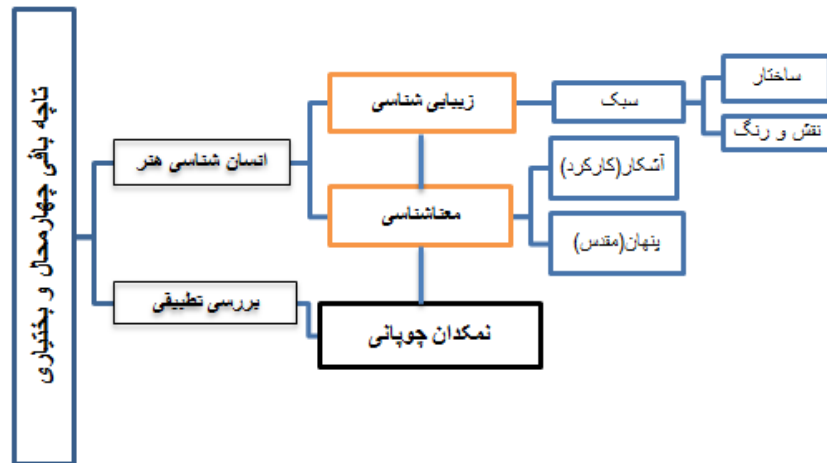 تاچه بافی چهارمحال و بختیاری
انسان شناسی هنر
بررسی تطبیقی
زیبایی شناسی
معناشناسی
نمکدان چوپانی
سبک
آشکار(کارکرد)
پنهان(مقدس)
ساختار
نقش و رنگ